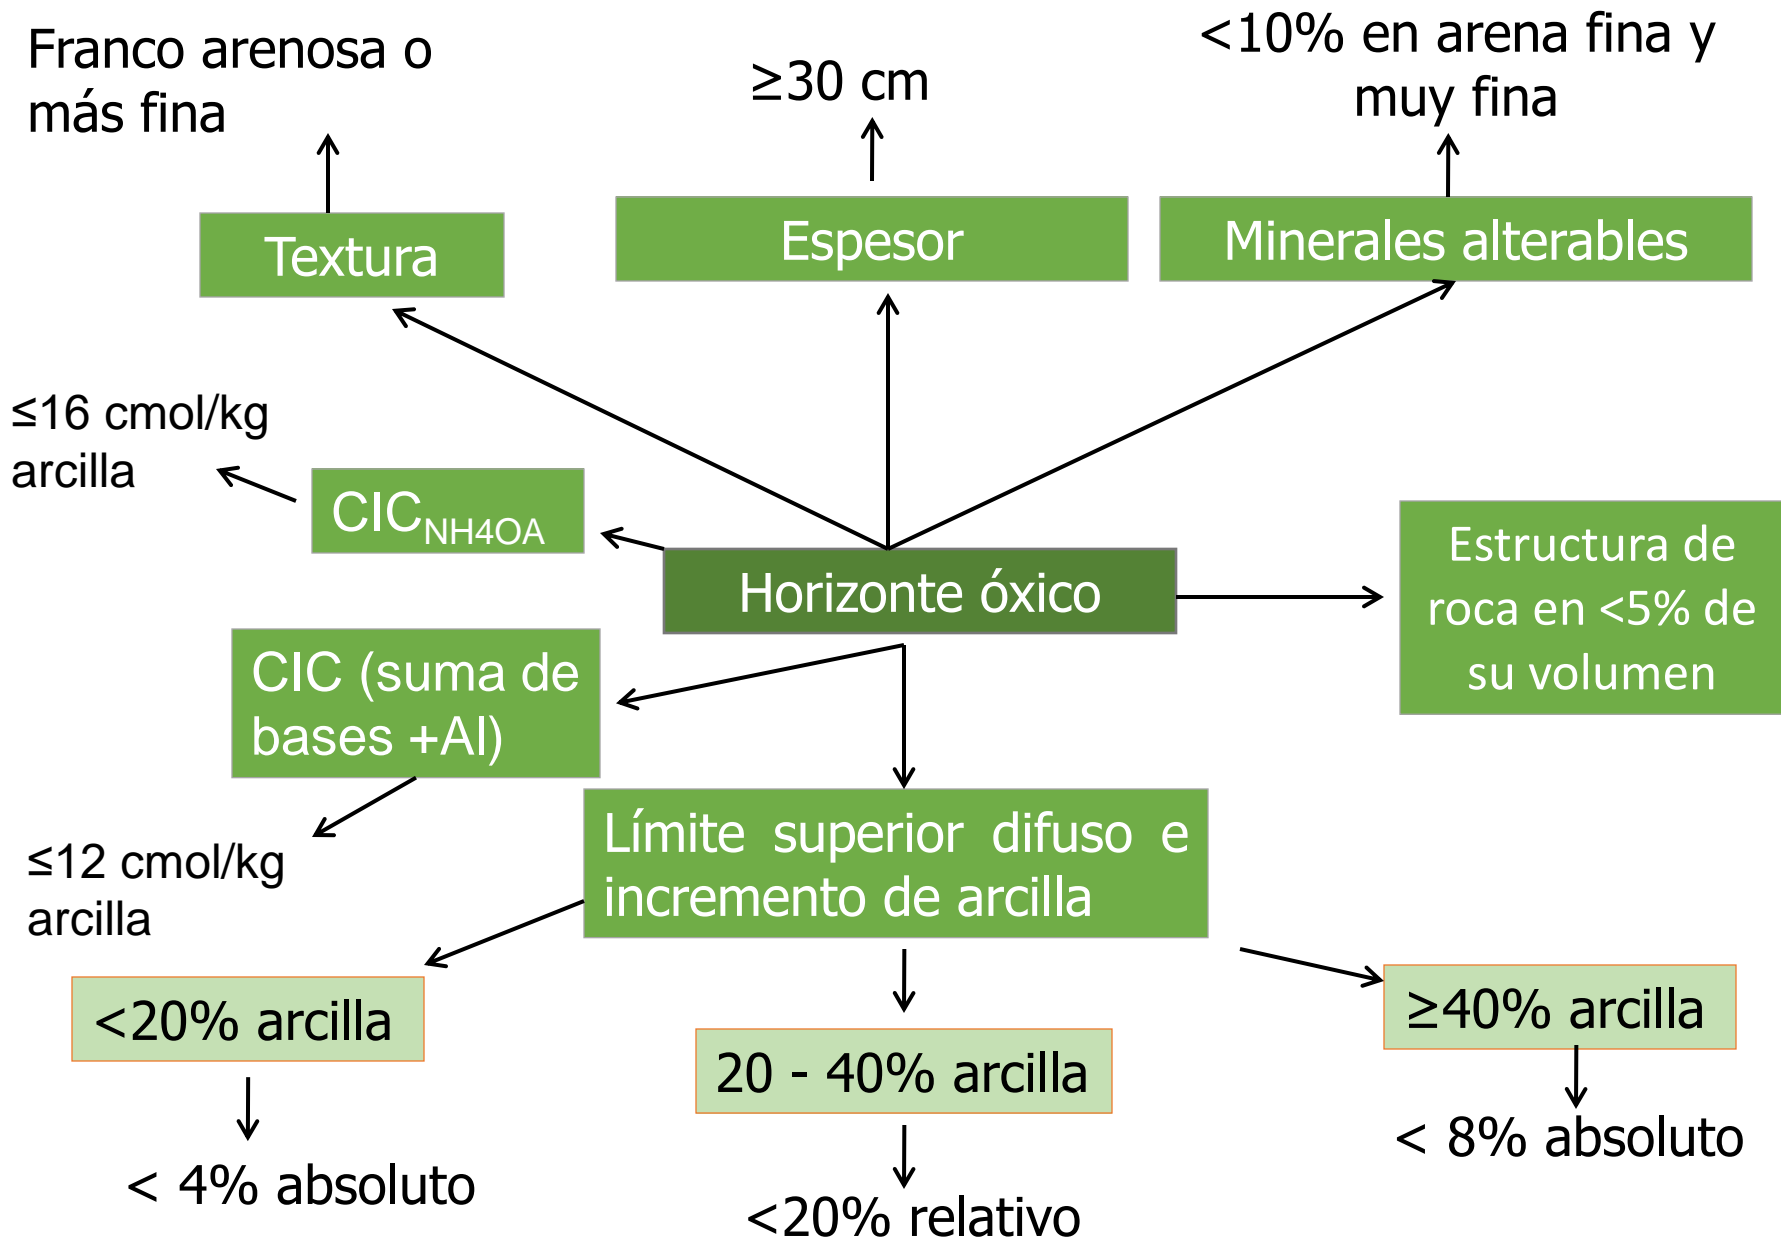 Franco arenosa o
más fina
≥30 cm
<10% en arena fina y
muy fina
Textura
Espesor
Minerales alterables
≤16 cmol/kg
arcilla
CIC NH4OA
Horizonte óxico
Estructura de
roca en <5% de
su volumen
CIC (suma de
bases +Al)
≤12 cmol/kg
arcilla
Límite superior difuso e
incremento de arcilla
<20% arcilla
20 - 40% arcilla
≥40% arcilla
< 4% absoluto
<20% relativo
< 8% absoluto